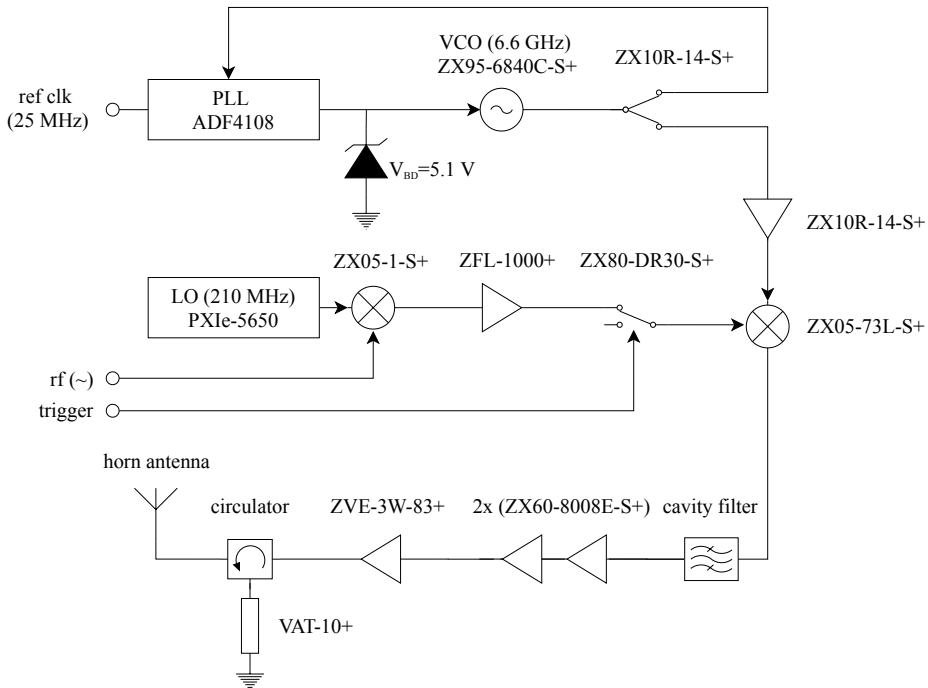 VCO (6.6 GHz)
ZX95-6840C-S+
ZX10R-14-S+
ref clk
(25 MHz)
PLL
ADF4108
V_BD=5.1 V
ZX10R-14-S+
ZX05-1-S+
ZFL-1000+
ZX80-DR30-S+
LO (210 MHz)
PXIe-5650
ZX05-73L-S+
rf (~)
trigger
horn antenna
circulator
ZVE-3W-83+
2x (ZX60-8008E-S+)
cavity filter
VAT-10+